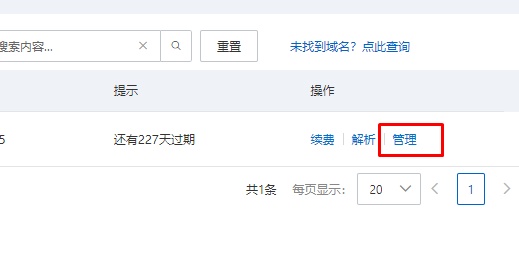 搜索内容... 重置 未找到域名？点此查询
提示 操作
5 还有227天过期 续费 解析 管理
共1条 每页显示： 20 1